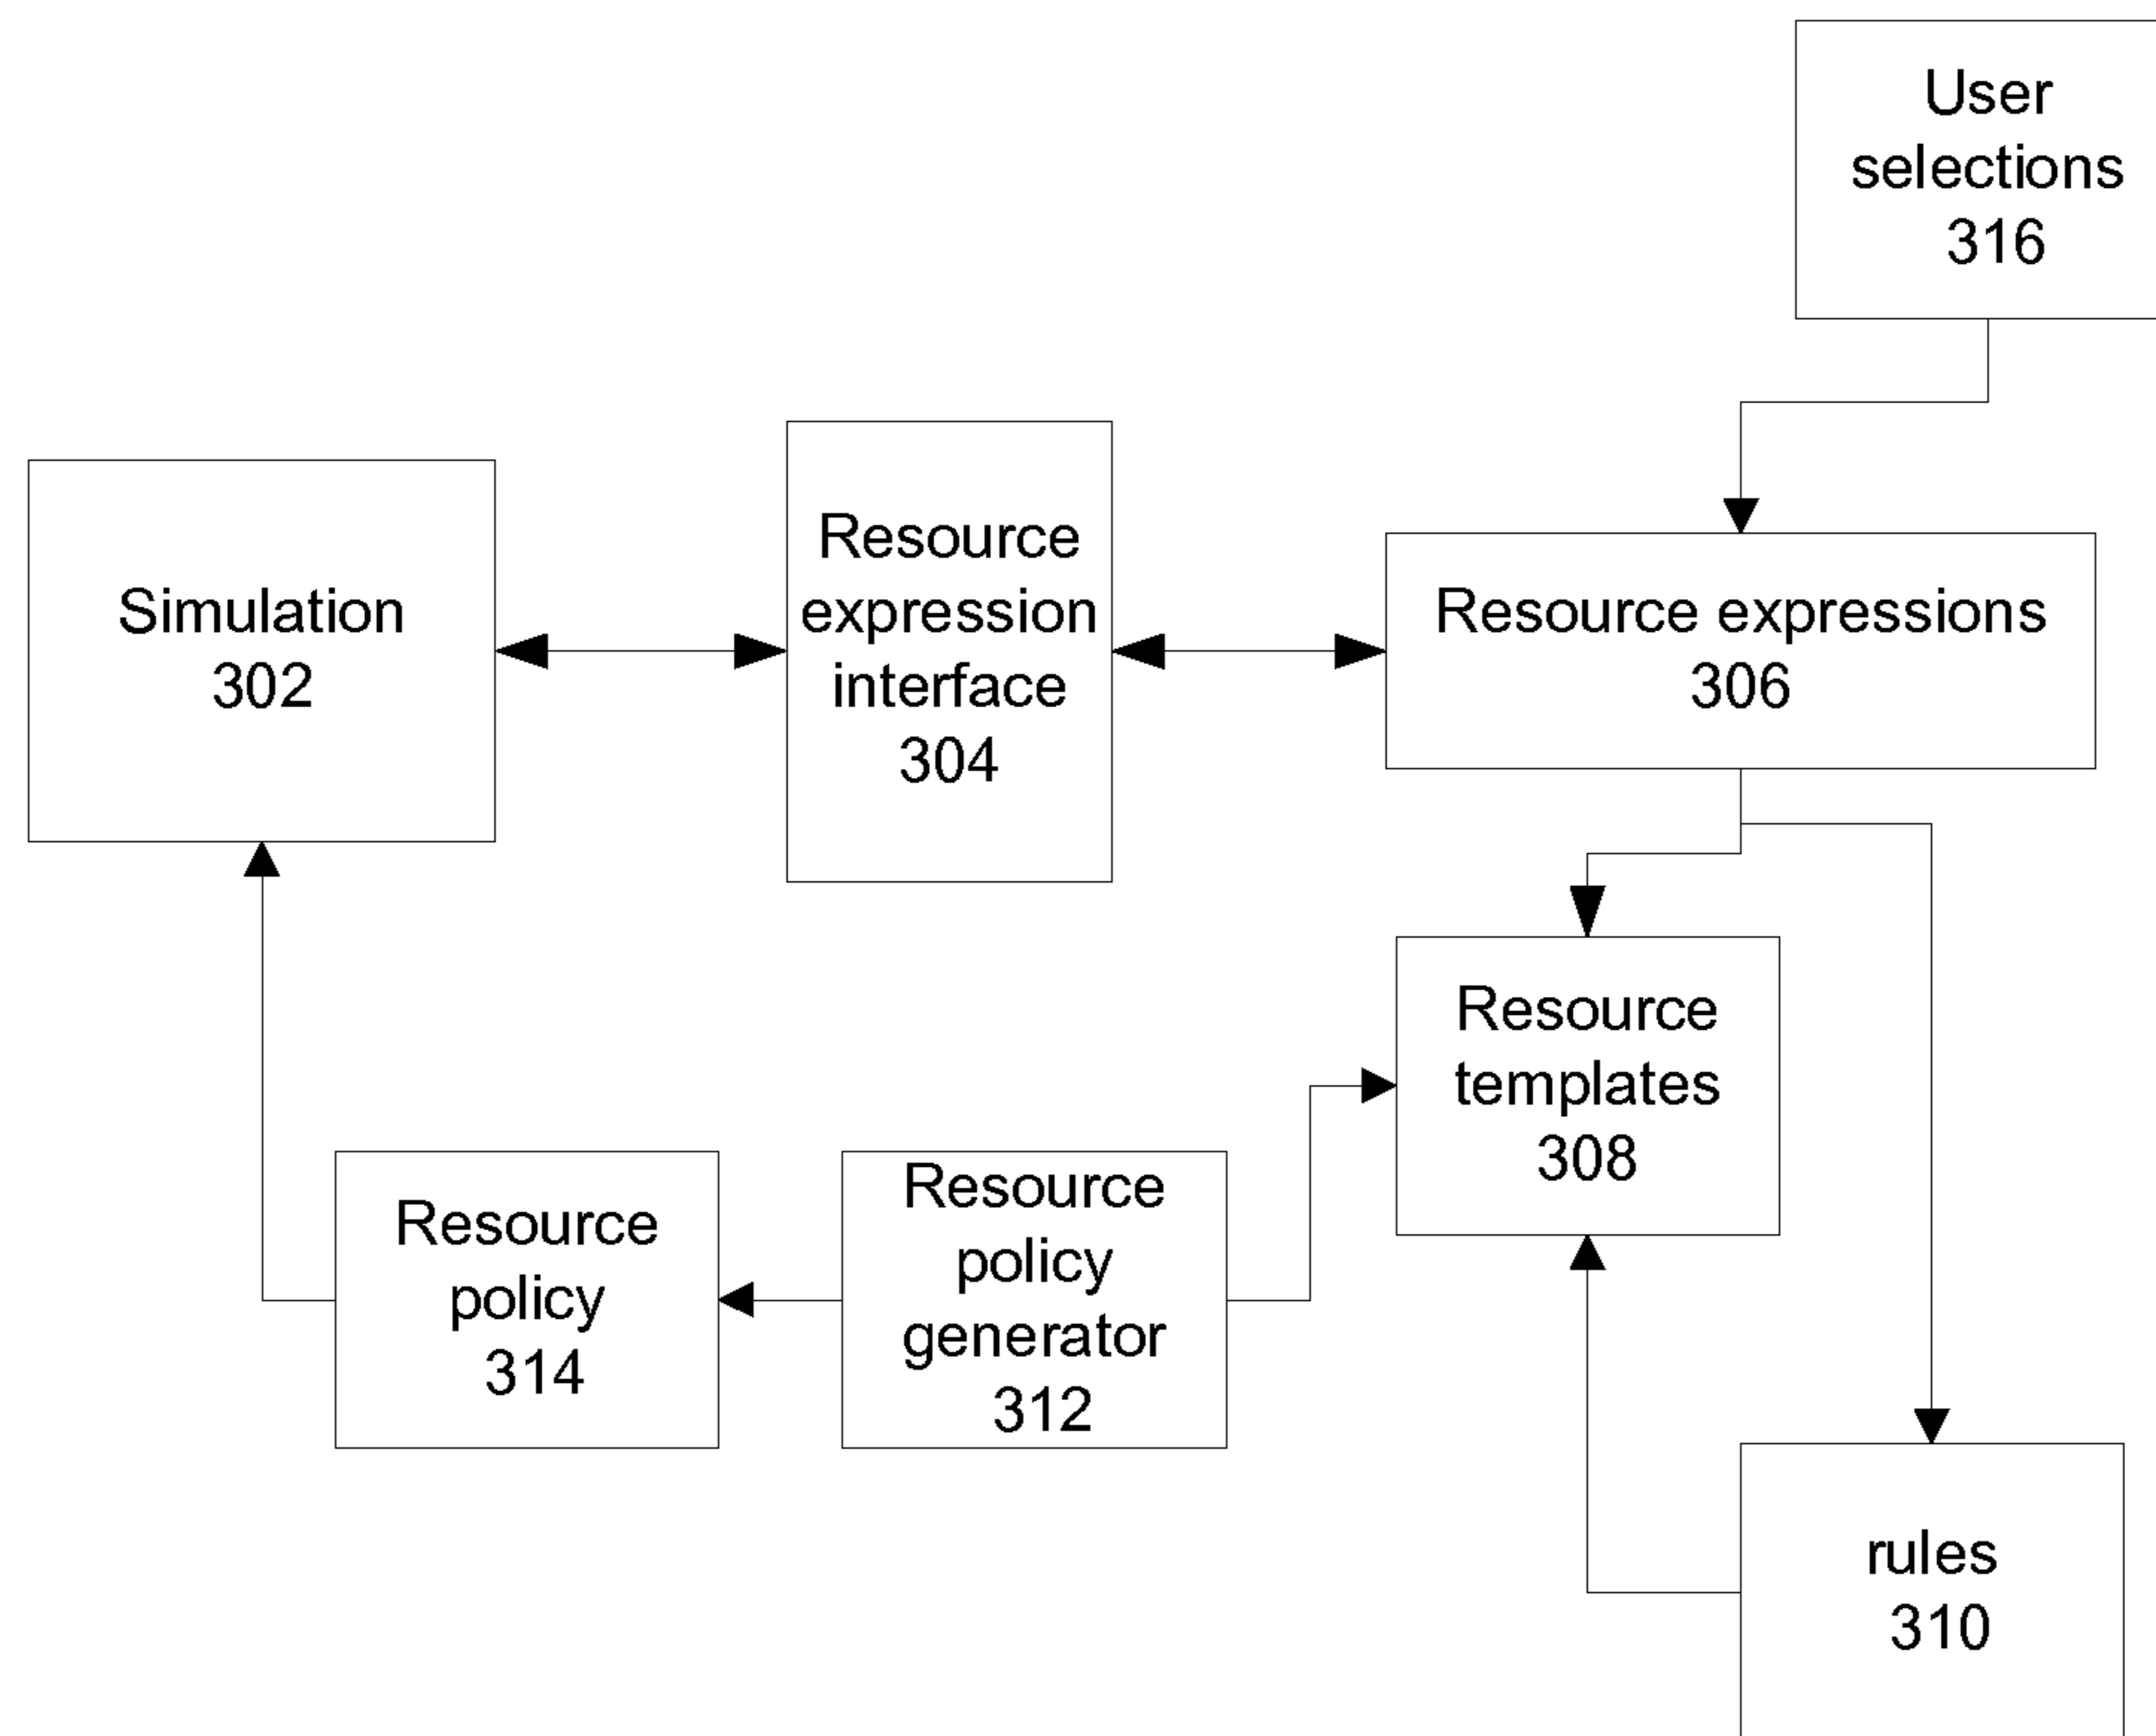 User
selections
316
Simulation
302
Resource
expression
interface
304
Resource expressions
306
Resource
templates
308
Resource
policy
314
Resource
policy
generator
312
rules
310